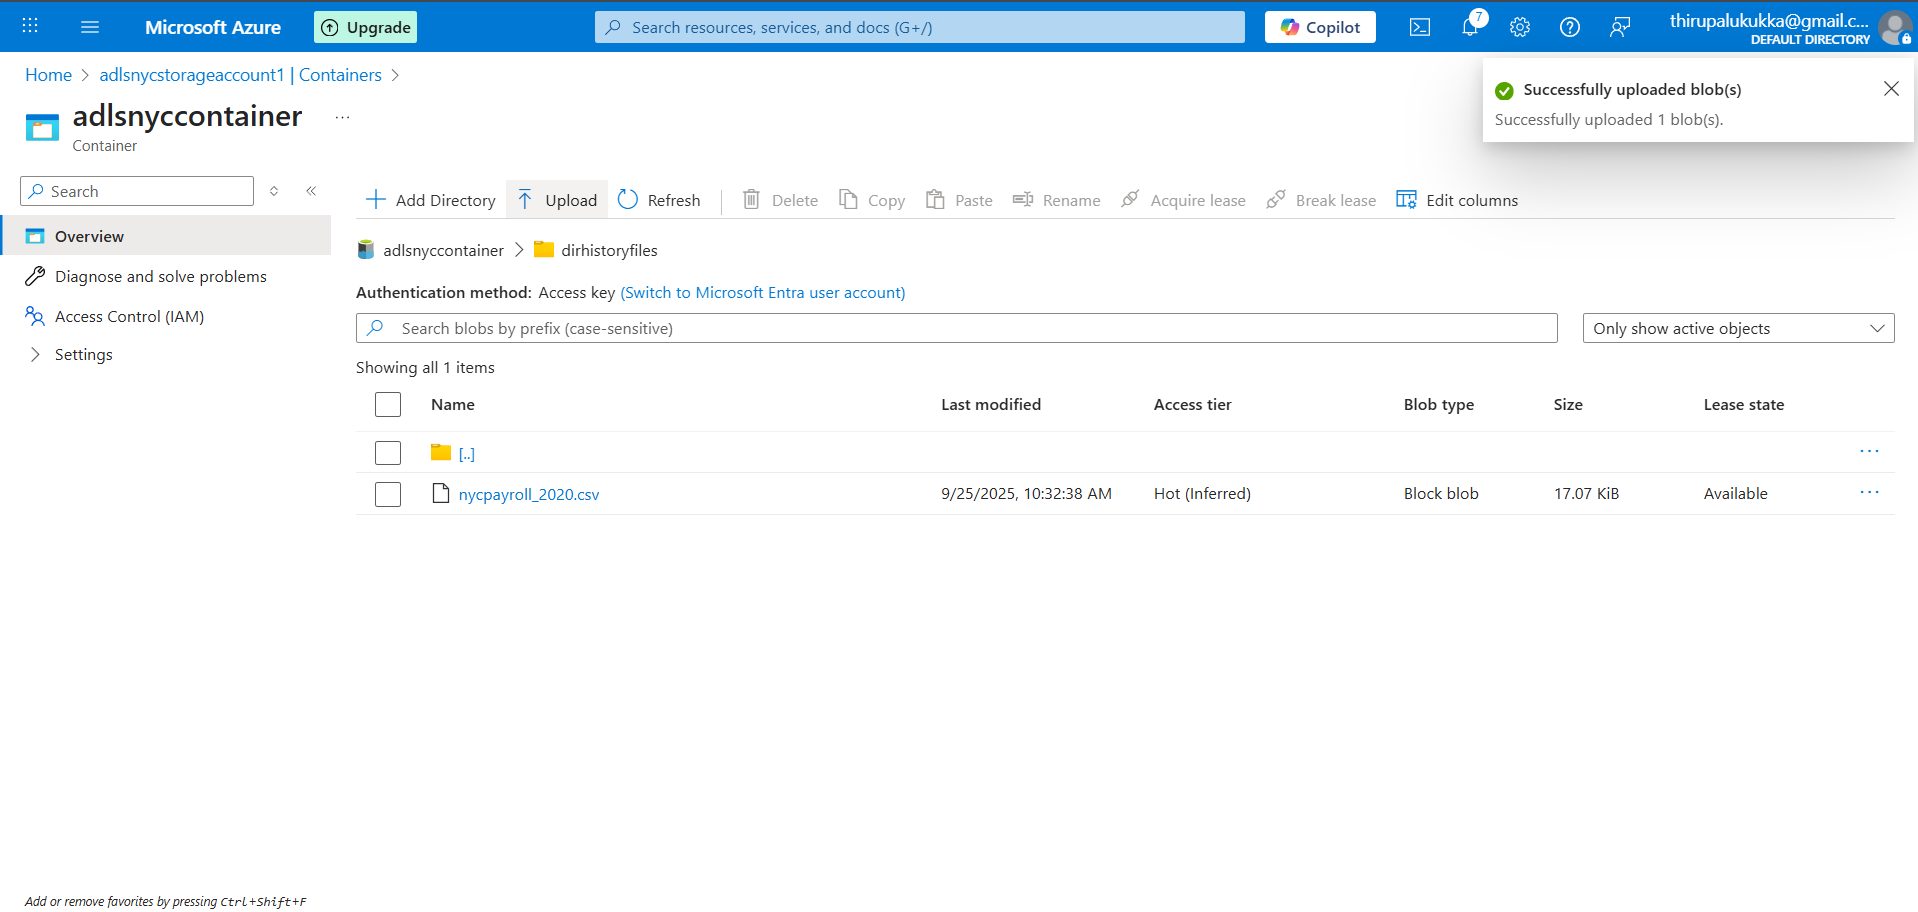 Microsoft Azure
Upgrade
Search resources, services, and docs (G+/)
Copilot
7
thirupalukukka@gmail.c...
DEFAULT DIRECTORY
Home > adlsnycstorageaccount1 | Containers >
adlsnyccontainer ...
Container
Successfully uploaded blob(s)
Successfully uploaded 1 blob(s).
Search
Overview
Diagnose and solve problems
Access Control (IAM)
Settings
Add Directory Upload Refresh Delete Copy Paste Rename Acquire lease Break lease Edit columns
adlsnyccontainer > dirhistoryfiles
Authentication method: Access key (Switch to Microsoft Entra user account)
Search blobs by prefix (case-sensitive)
Only show active objects
Showing all 1 items
Name Last modified Access tier Blob type Size Lease state
[..] ...
nycpayroll_2020.csv 9/25/2025, 10:32:38 AM Hot (Inferred) Block blob 17.07 KiB Available ...
Add or remove favorites by pressing Ctrl+Shift+F